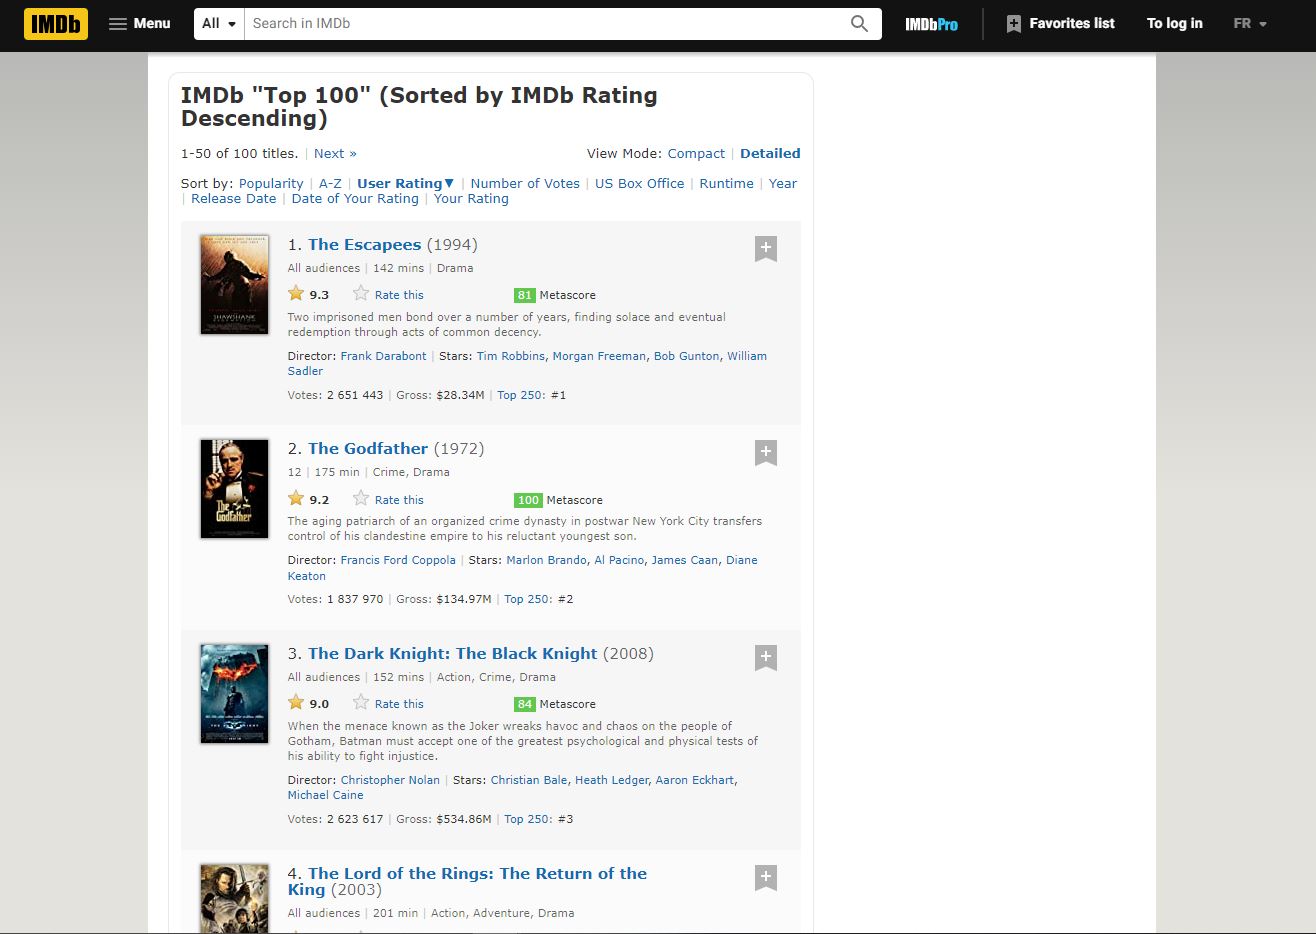 IMDb Menu All Search in IMDb IMDbPro Favorites list To log in FR
IMDb "Top 100" (Sorted by IMDb Rating
Descending)
1-50 of 100 titles. | Next » View Mode: Compact | Detailed
Sort by: Popularity | A-Z | User Rating▼ | Number of Votes | US Box Office | Runtime | Year
| Release Date | Date of Your Rating | Your Rating
1. The Escapees (1994)
All audiences | 142 mins | Drama
9.3 Rate this 81 Metascore
Two imprisoned men bond over a number of years, finding solace and eventual
redemption through acts of common decency.
Director: Frank Darabont | Stars: Tim Robbins, Morgan Freeman, Bob Gunton, William
Sadler
Votes: 2 651 443 | Gross: $28.34M | Top 250: #1
SHAWSHANK
2. The Godfather (1972)
12 | 175 min | Crime, Drama
9.2 Rate this 100 Metascore
The aging patriarch of an organized crime dynasty in postwar New York City transfers
control of his clandestine empire to his reluctant youngest son.
Director: Francis Ford Coppola | Stars: Marlon Brando, Al Pacino, James Caan, Diane
Keaton
Votes: 1 837 970 | Gross: $134.97M | Top 250: #2
The
Godfather
3. The Dark Knight: The Black Knight (2008)
All audiences | 152 mins | Action, Crime, Drama
9.0 Rate this 84 Metascore
When the menace known as the Joker wreaks havoc and chaos on the people of
Gotham, Batman must accept one of the greatest psychological and physical tests of
his ability to fight injustice.
Director: Christopher Nolan | Stars: Christian Bale, Heath Ledger, Aaron Eckhart,
Michael Caine
Votes: 2 623 617 | Gross: $534.86M | Top 250: #3
4. The Lord of the Rings: The Return of the
King (2003)
All audiences | 201 min | Action, Adventure, Drama